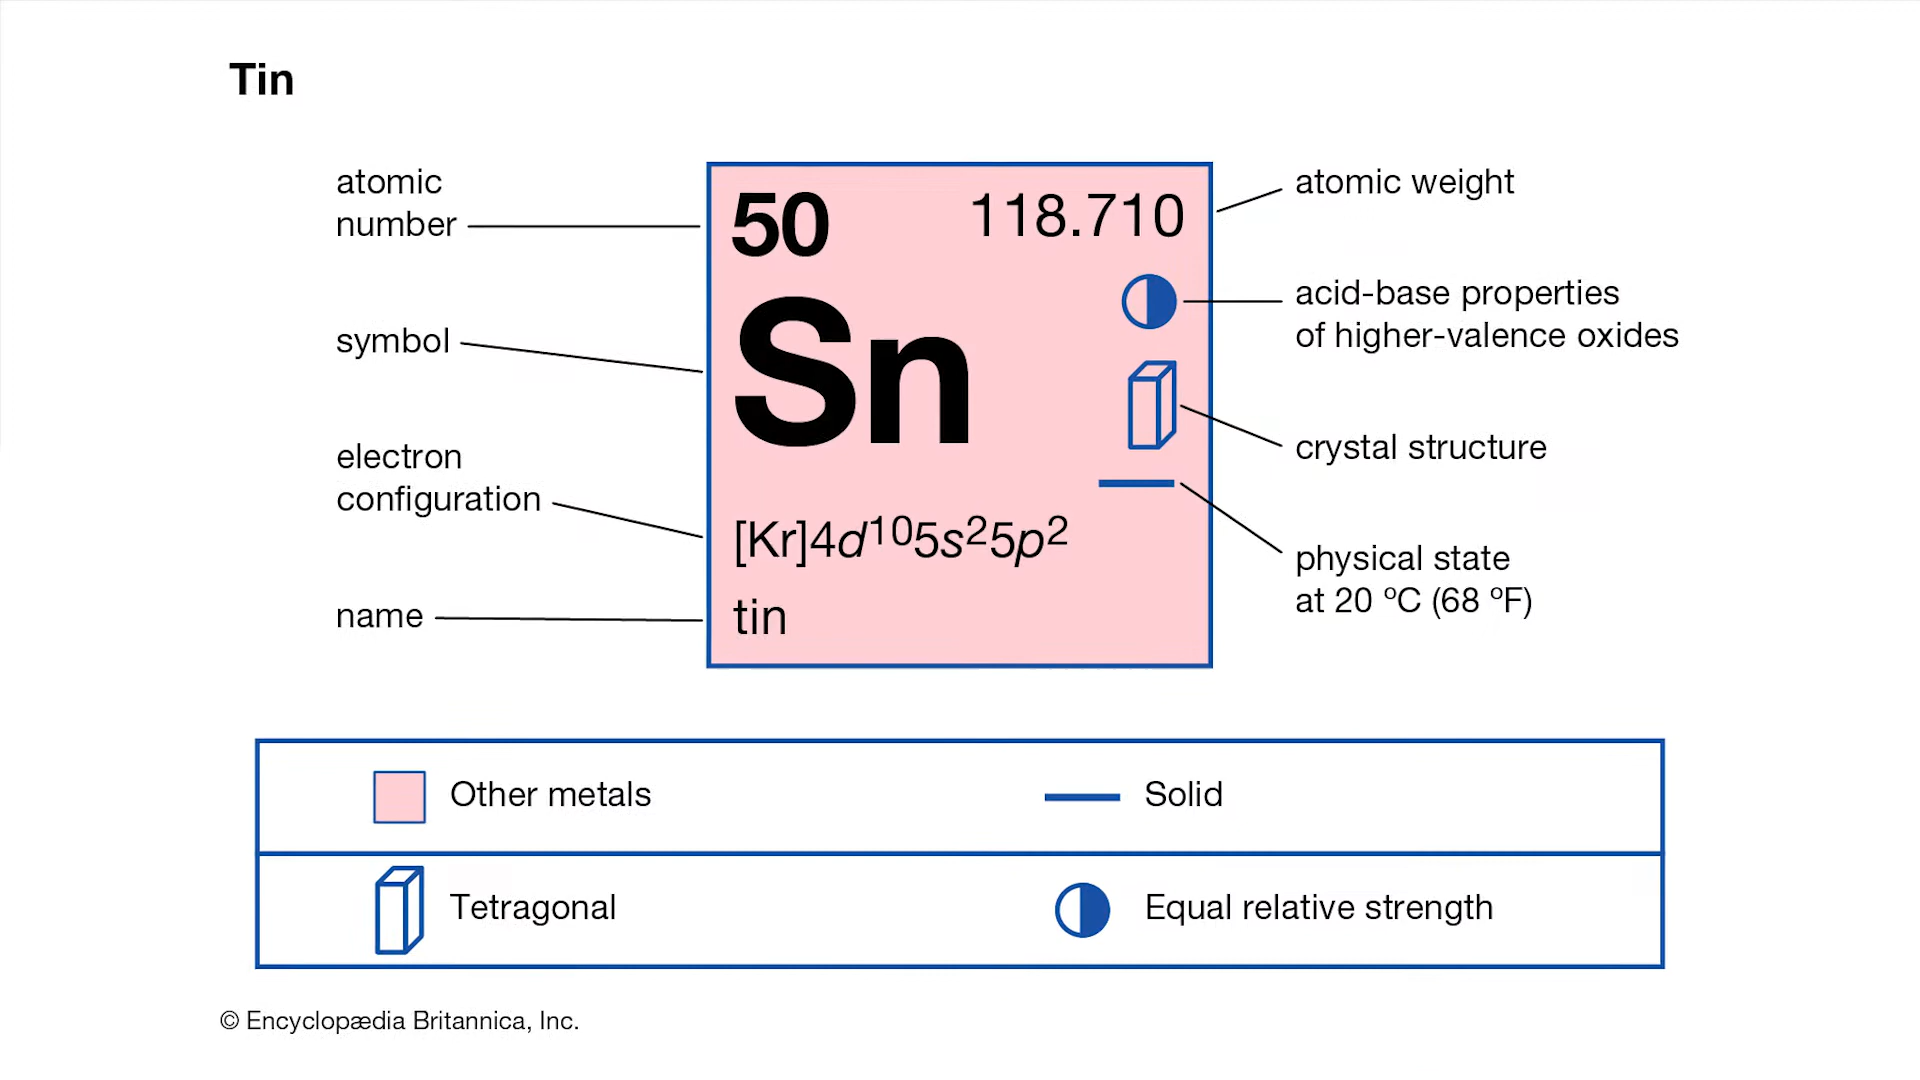 Tin
atomic
number
symbol
electron
configuration
name
50
118.710
Sn
[Kr]4d¹⁰5s²5p²
tin
atomic weight
acid-base properties
of higher-valence oxides
crystal structure
physical state
at 20 ºC (68 ºF)
Other metals
Solid
Tetragonal
Equal relative strength
© Encyclopædia Britannica, Inc.